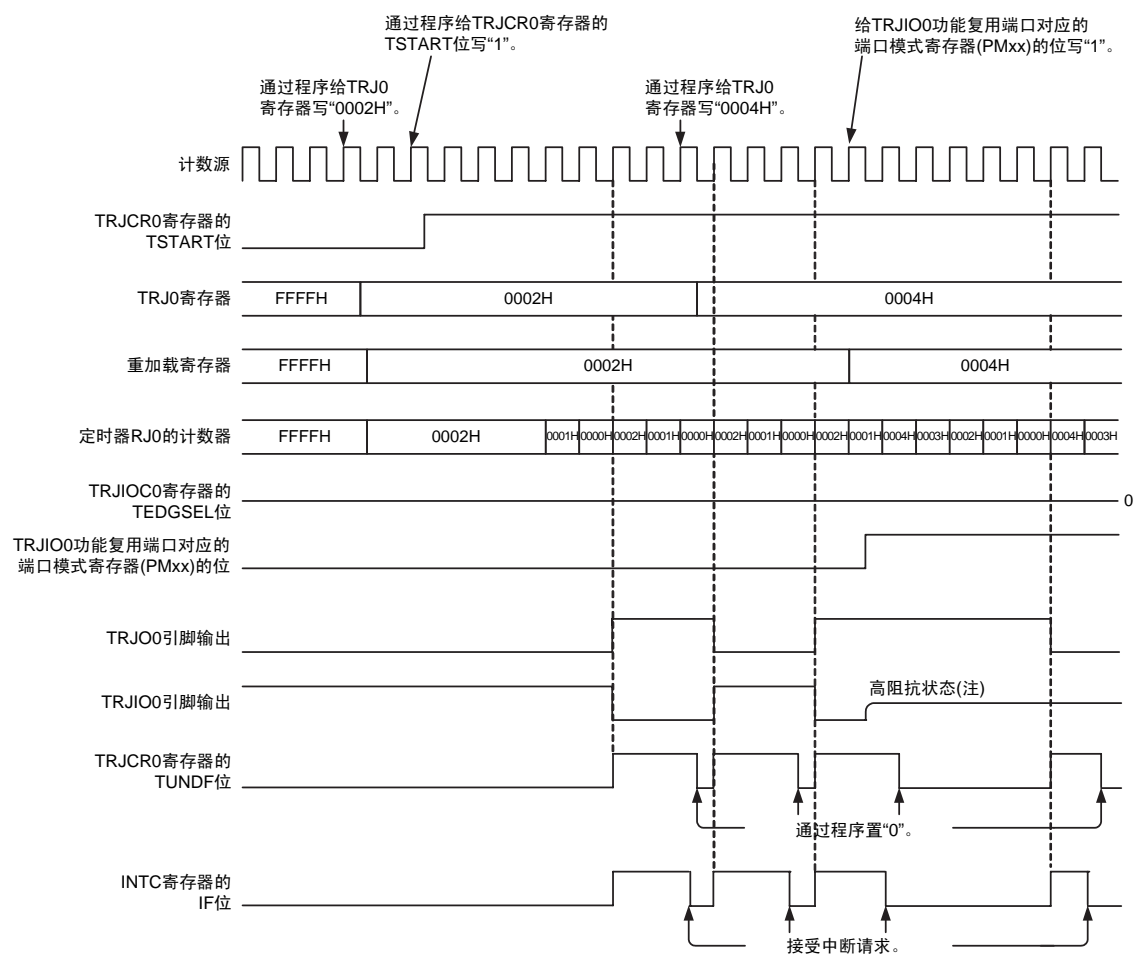 通过程序给TRJCR0寄存器的
TSTART位写“1”。
给TRJIO0功能复用端口对应的
端口模式寄存器(PMxx)的位写“1”。
通过程序给TRJ0
寄存器写“0002H”。
通过程序给TRJ0
寄存器写“0004H”。
计数源
TRJCR0寄存器的
TSTART位
TRJ0寄存器
FFFFH
0002H
0004H
重加载寄存器
FFFFH
0002H
0004H
定时器RJ0的计数器
FFFFH
0002H
0001H
0000H
0002H
0001H
0000H
0002H
0001H
0000H
0002H
0001H
0004H
0003H
0002H
0001H
0000H
0004H
0003H
TRJIOC0寄存器的
TEDGSEL位
0
TRJIO0功能复用端口对应的
端口模式寄存器(PMxx)的位
TRJO0引脚输出
TRJIO0引脚输出
高阻抗状态(注)
TRJCR0寄存器的
TUNDF位
通过程序置“0”。
INTC寄存器的
IF位
接受中断请求。